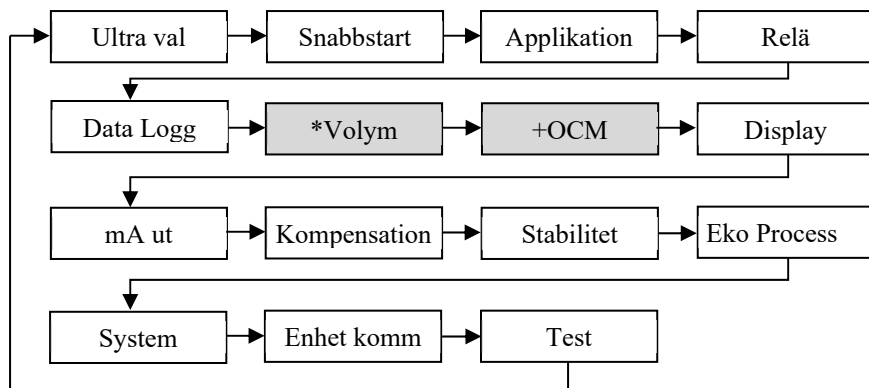 Ultra val
Snabbstart
Applikation
Relä
Data Logg
*Volym
+OCM
Display
mA ut
Kompensation
Stabilitet
Eko Process
System
Enhet komm
Test